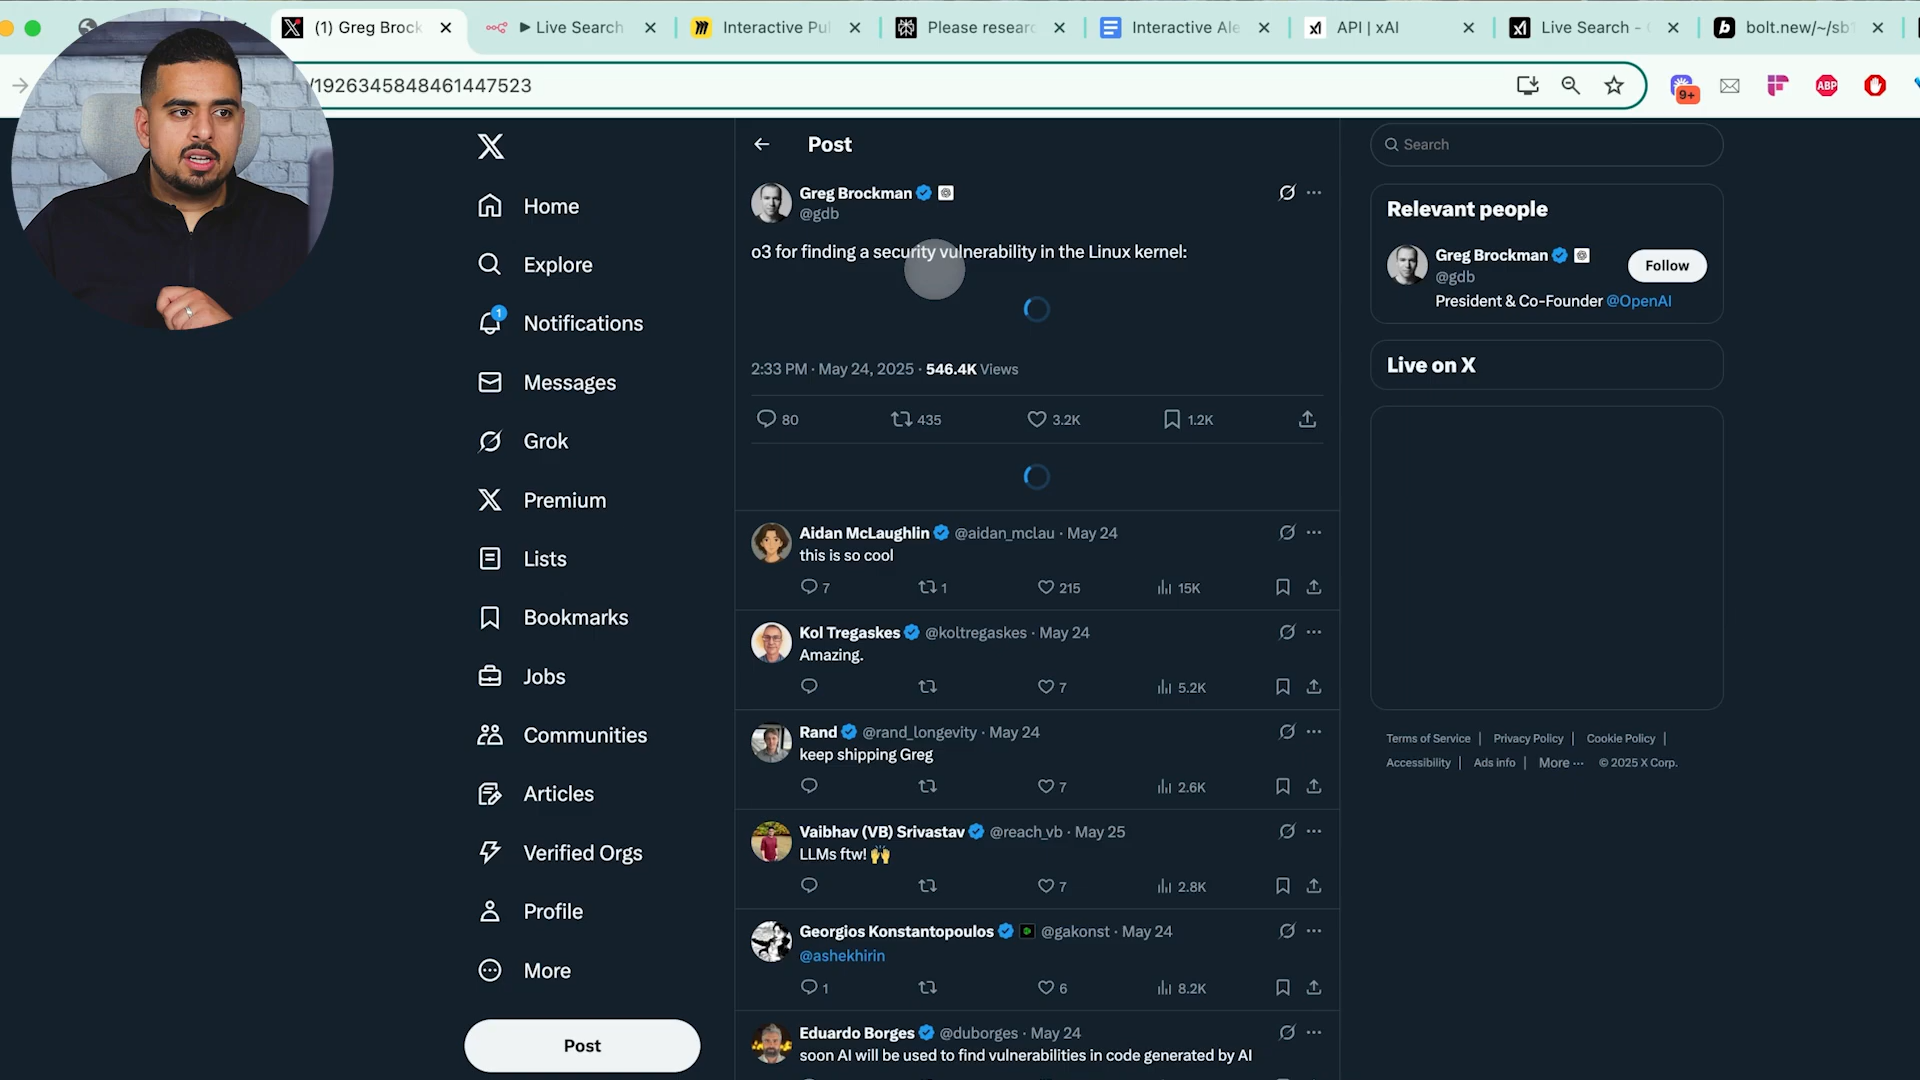 (1) Greg Brock
Live Search
Interactive Pu
Please researc
Interactive Ale
API | xAI
Live Search -
bolt.new/~/sb1
/1926345848461447523
9+
ABP
Home
Explore
1
Notifications
Messages
Grok
Premium
Lists
Bookmarks
Jobs
Communities
Articles
Verified Orgs
Profile
More
Post
Post
Greg Brockman
@gdb
o3 for finding a security vulnerability in the Linux kernel:
2:33 PM · May 24, 2025 · 546.4K Views
80 435 3.2K 1.2K
Aidan McLaughlin @aidan_mclau · May 24
this is so cool
7 1 215 15K
Kol Tregaskes @koltregaskes · May 24
Amazing.
7 5.2K
Rand @rand_longevity · May 24
keep shipping Greg
7 2.6K
Vaibhav (VB) Srivastav @reach_vb · May 25
LLMs ftw! 🙌
7 2.8K
Georgios Konstantopoulos @gakonst · May 24
@ashekhirin
1 6 8.2K
Eduardo Borges @duborges · May 24
soon AI will be used to find vulnerabilities in code generated by AI
Search
Relevant people
Greg Brockman
@gdb
Follow
President & Co-Founder @OpenAI
Live on X
Terms of Service | Privacy Policy | Cookie Policy |
Accessibility | Ads info | More ··· © 2025 X Corp.